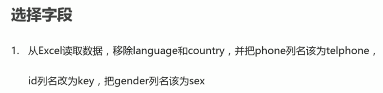 选择字段
1. 从Excel读取数据，移除language和country，并把phone列名该为telphone，
id列名改为key，把gender列名该为sex